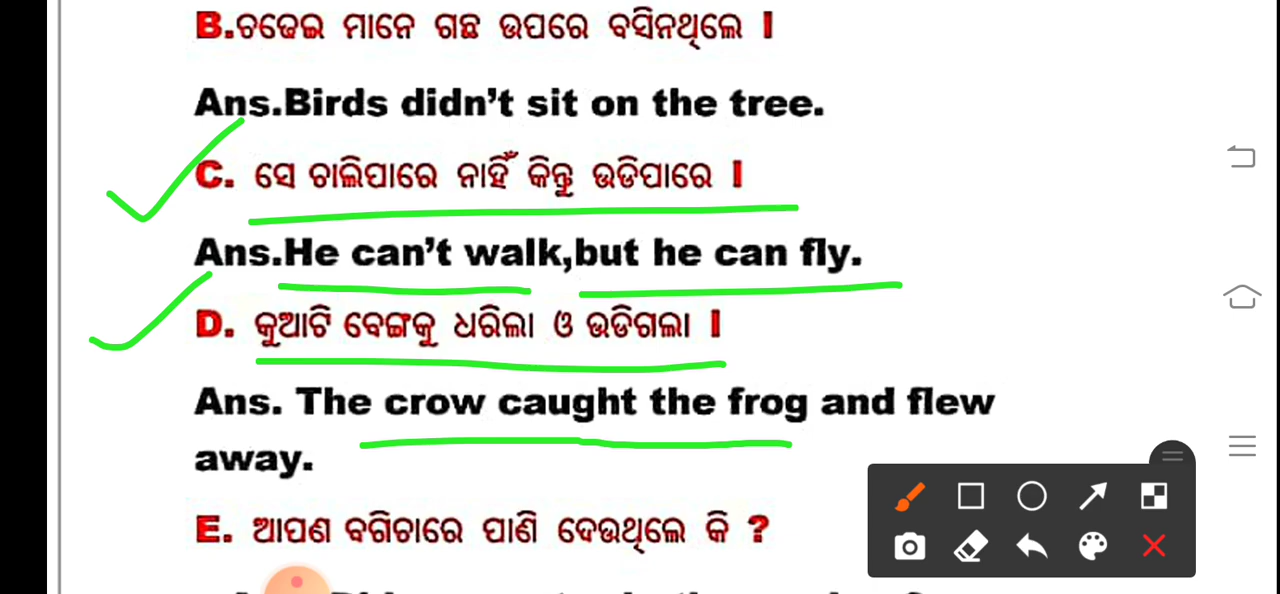 B.ଚଢେଇ ମାନେ ଗଛ ଉପରେ ବସିନଥିଲେ ।
Ans.Birds didn’t sit on the tree.
C. ସେ ଚାଲିପାରେ ନାହିଁ କିନ୍ତୁ ଉଡିପାରେ ।
Ans.He can’t walk,but he can fly.
D. କୁଆଟି ବେଙ୍ଗକୁ ଧରିଲା ଓ ଉଡିଗଲା ।
Ans. The crow caught the frog and flew
away.
E. ଆପଣ ବଗିଚାରେ ପାଣି ଦେଉଥିଲେ କି ?